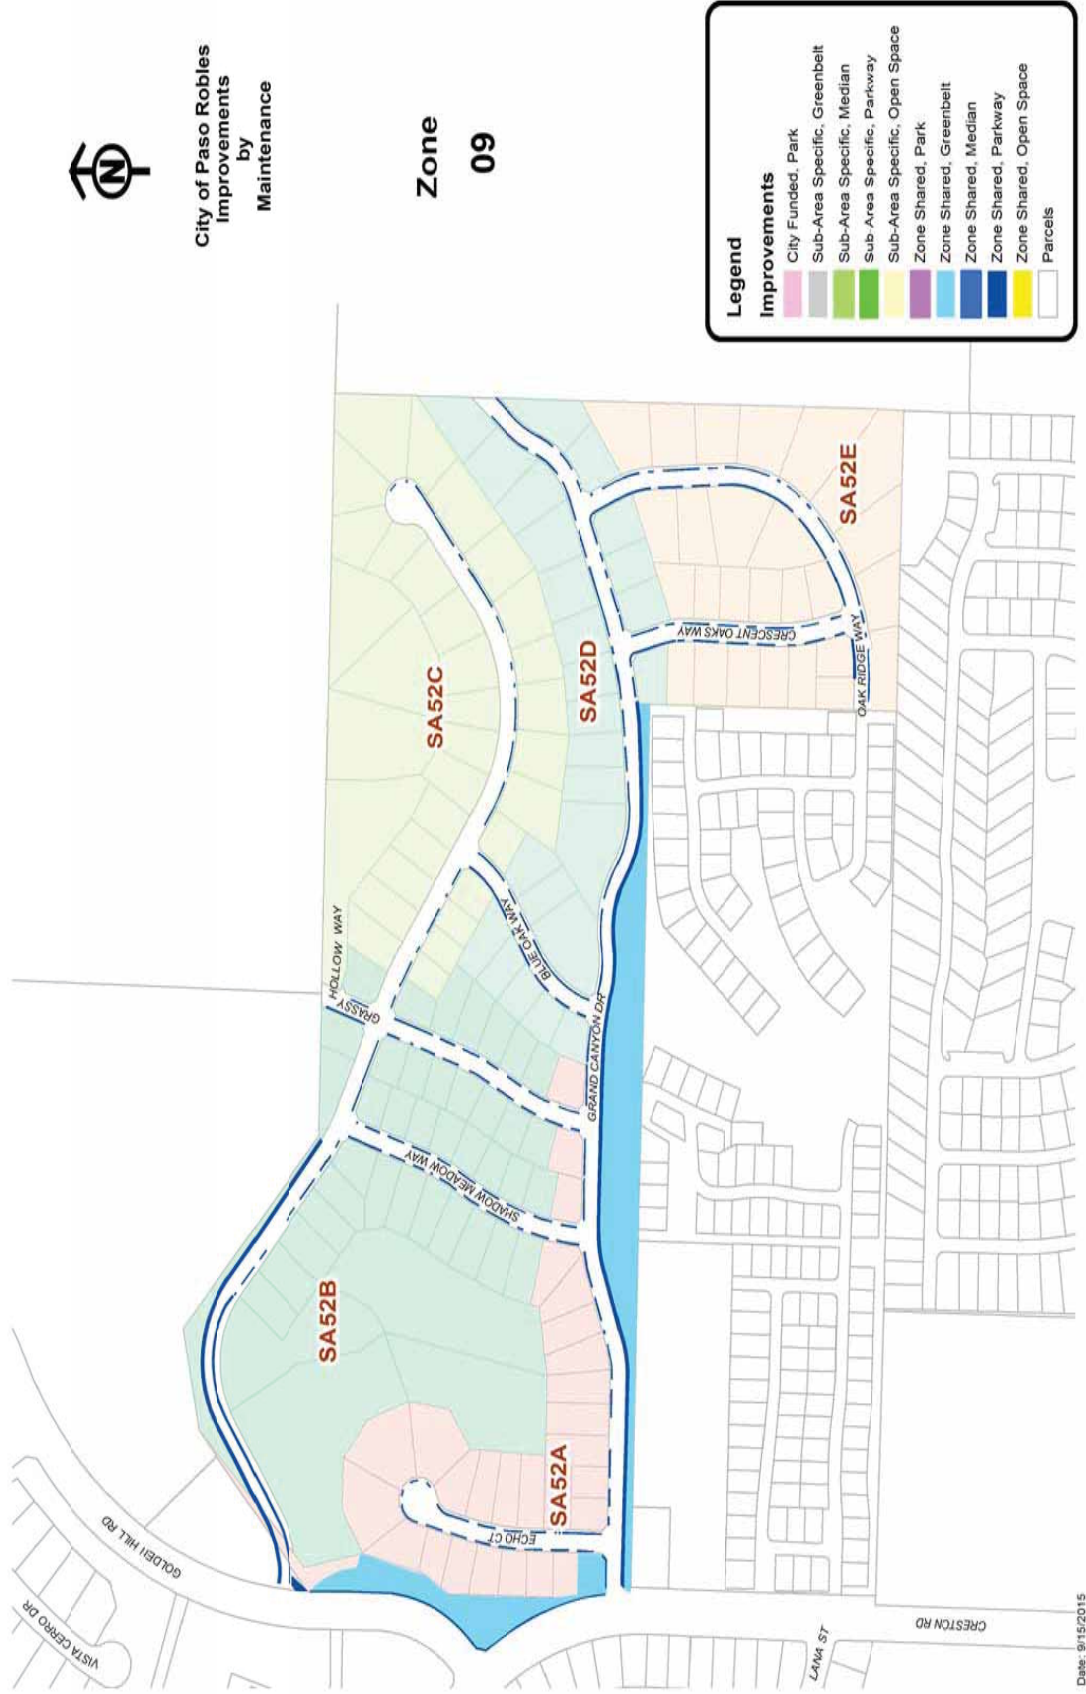 N
City of Paso Robles
Improvements
by
Maintenance
Zone
09
Legend
Improvements
City Funded, Park
Sub-Area Specific, Greenbelt
Sub-Area Specific, Median
Sub-Area Specific, Parkway
Sub-Area Specific, Open Space
Zone Shared, Park
Zone Shared, Greenbelt
Zone Shared, Median
Zone Shared, Parkway
Zone Shared, Open Space
Parcels
SA52C
SA52D
SA52E
SA52B
SA52A
GRASSY HOLLOW WAY
BLUE OAK WAY
CRESCENT OAKS WAY
OAK RIDGE WAY
GRAND CANYON DR
SHADOW MEADOW WAY
ECHO CT
GOLDEN HILL RD
VISTA CERRO DR
LANA ST
CRESTON RD
Date: 9/15/2015